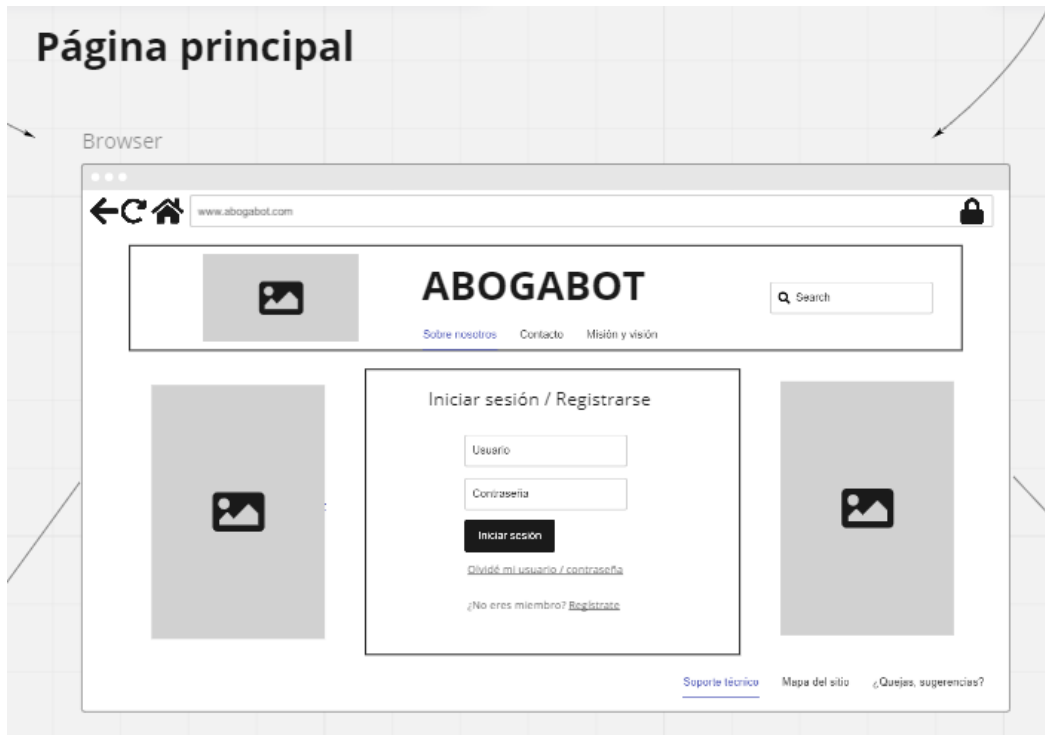 Página principal
Browser
www.abogabot.com
ABOGABOT
Search
Sobre nosotros Contacto Misión y visión
Iniciar sesión / Registrarse
Usuario
Contraseña
Iniciar sesión
Olvidé mi usuario / contraseña
¿No eres miembro? Regístrate
Soporte técnico Mapa del sitio ¿Quejas, sugerencias?